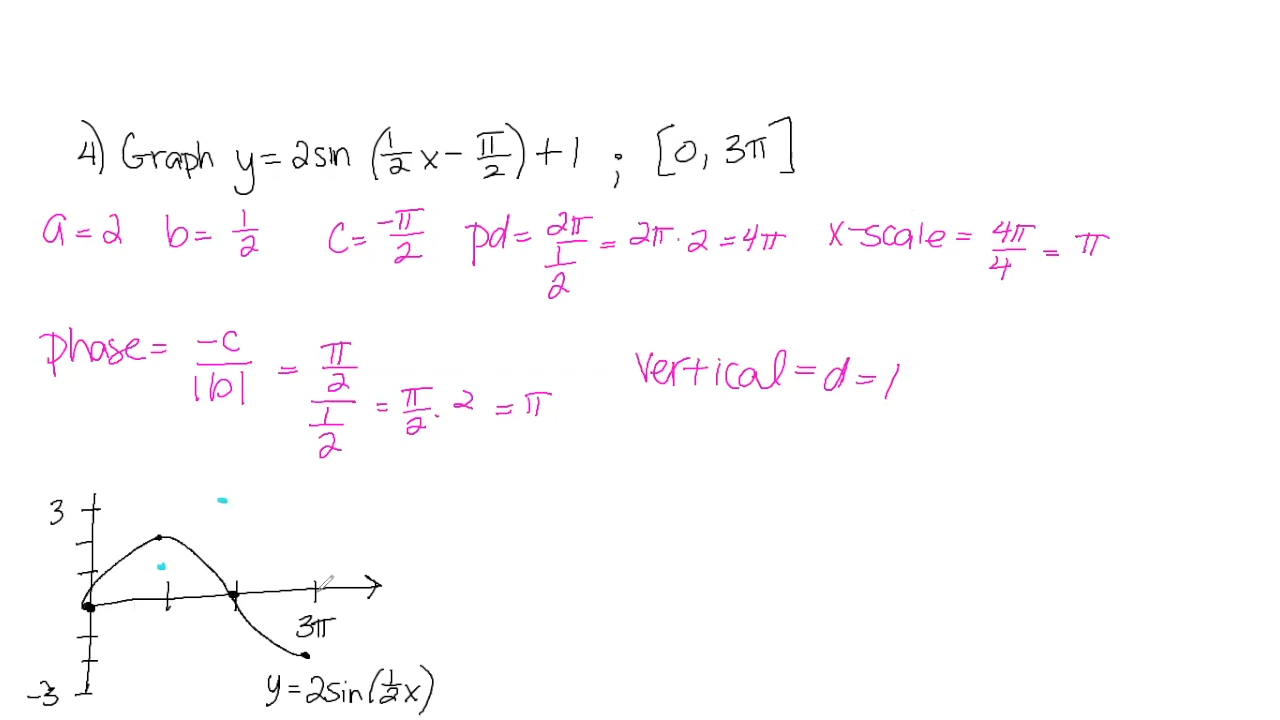 4) Graph y = 2sin (1/2 x - π/2) + 1 ; [0, 3π]
a = 2 b = 1/2 c = -π/2 pd = 2π/(1/2) = 2π · 2 = 4π x-scale = 4π/4 = π
phase = -c/|b| = (π/2)/(1/2) = π/2 · 2 = π vertical = d = 1
3
3π
-3
y = 2sin(1/2 x)